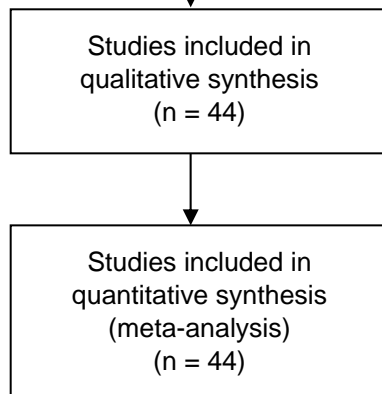 Studies included in
qualitative synthesis
(n = 44)
Studies included in
quantitative synthesis
(meta-analysis)
(n = 44)